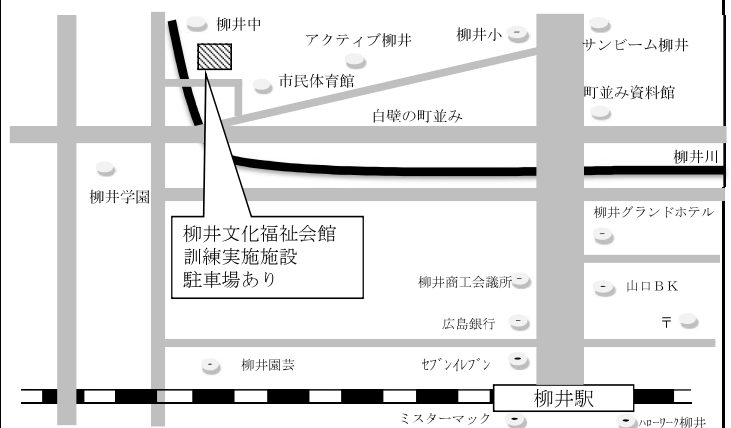 柳井中
アクティブ柳井
柳井小
サンビーム柳井
市民体育館
町並み資料館
白壁の町並み
柳井川
柳井学園
柳井グランドホテル
柳井文化福祉会館
訓練実施施設
駐車場あり
柳井商工会議所
山口BK
広島銀行
〒
柳井園芸
セブンイレブン
柳井駅
ミスターマック
ハローワーク柳井